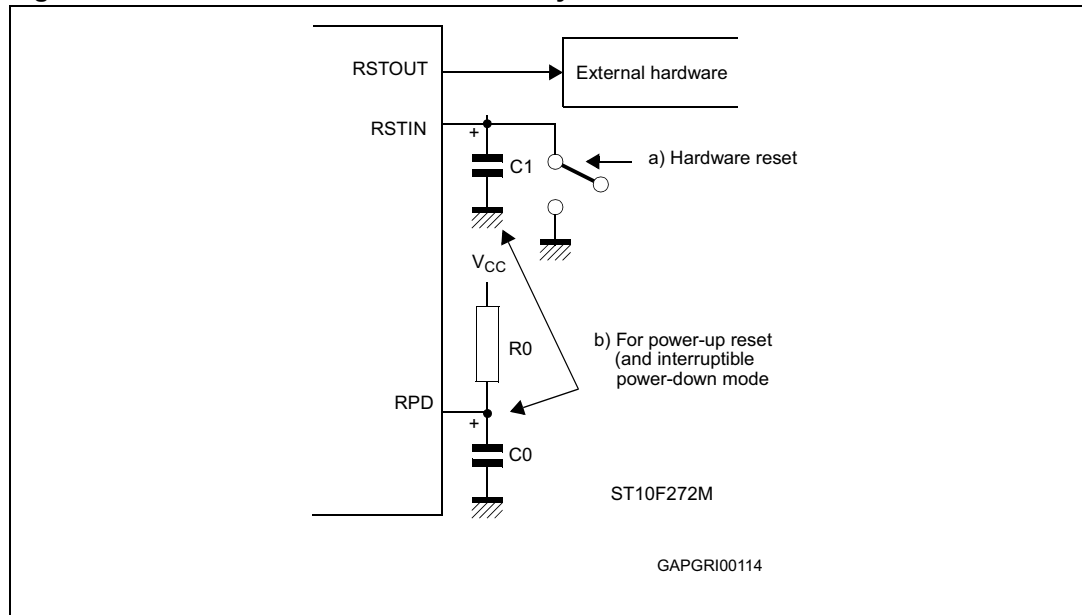 RSTOUT
External hardware
RSTIN
+
C1
a) Hardware reset
VCC
R0
b) For power-up reset
(and interruptible
power-down mode
RPD
+
C0
ST10F272M
GAPGRI00114